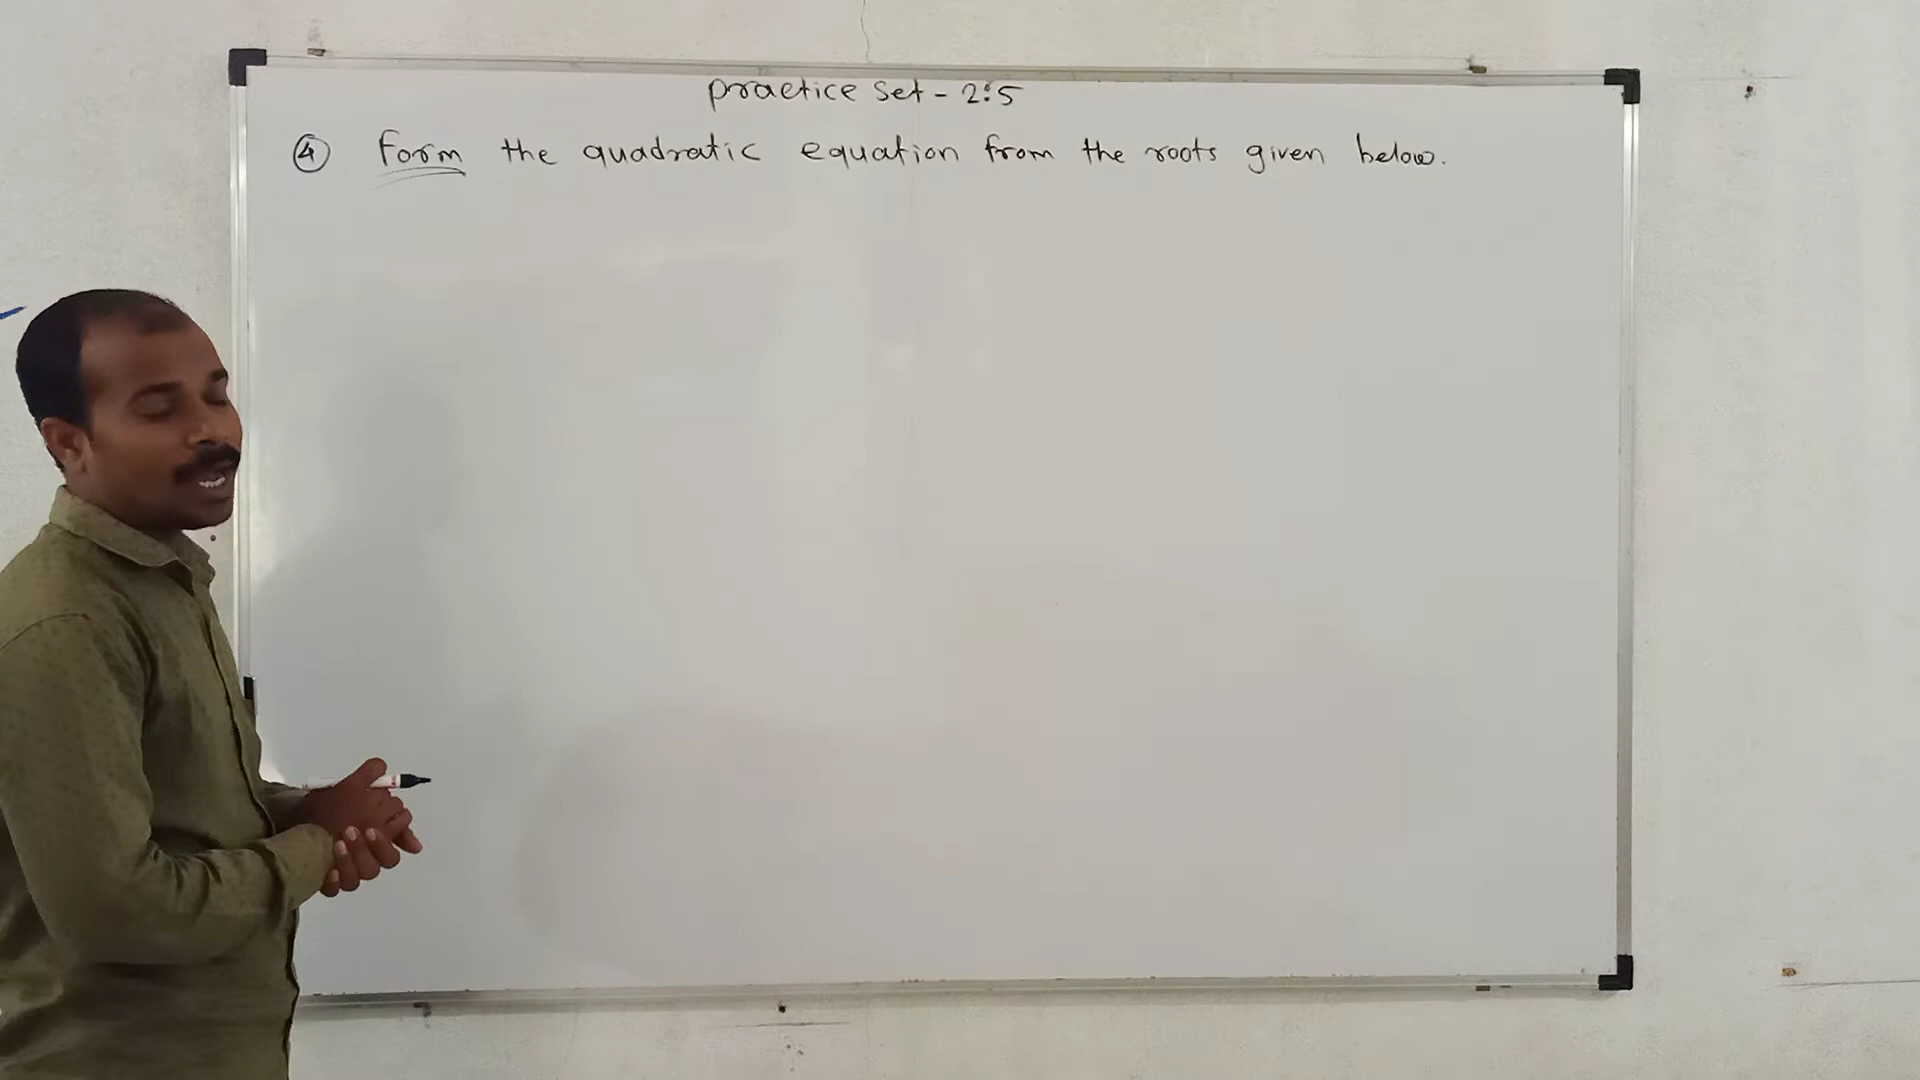 Practice Set - 2:5
④ Form the quadratic equation from the roots given below.